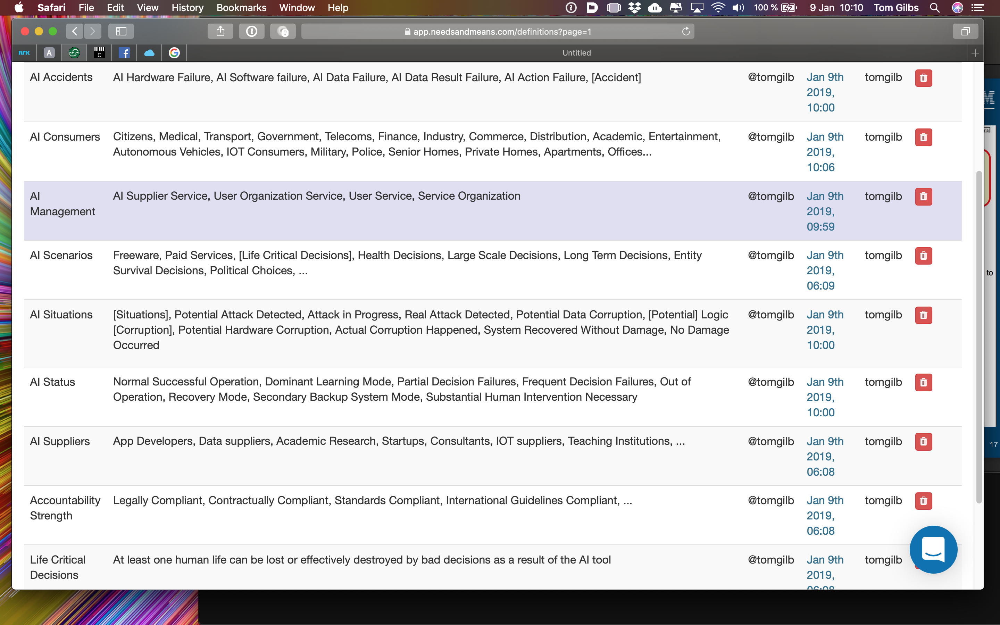 Safari File Edit View History Bookmarks Window Help 100 % 9 Jan 10:10 Tom Gilbs
app.needsandmeans.com/definitions?page=1
NRK A b f G Untitled
AI Accidents AI Hardware Failure, AI Software failure, AI Data Failure, AI Data Result Failure, AI Action Failure, [Accident] @tomgilb Jan 9th tomgilb
2019,
10:00
AI Consumers Citizens, Medical, Transport, Government, Telecoms, Finance, Industry, Commerce, Distribution, Academic, Entertainment, @tomgilb Jan 9th tomgilb
Autonomous Vehicles, IOT Consumers, Military, Police, Senior Homes, Private Homes, Apartments, Offices... 2019,
10:06
AI AI Supplier Service, User Organization Service, User Service, Service Organization @tomgilb Jan 9th tomgilb
Management 2019,
09:59
AI Scenarios Freeware, Paid Services, [Life Critical Decisions], Health Decisions, Large Scale Decisions, Long Term Decisions, Entity @tomgilb Jan 9th tomgilb
Survival Decisions, Political Choices, ... 2019,
to
06:09
AI Situations [Situations], Potential Attack Detected, Attack in Progress, Real Attack Detected, Potential Data Corruption, [Potential] Logic @tomgilb Jan 9th tomgilb
[Corruption], Potential Hardware Corruption, Actual Corruption Happened, System Recovered Without Damage, No Damage 2019,
Occurred 10:00
AI Status Normal Successful Operation, Dominant Learning Mode, Partial Decision Failures, Frequent Decision Failures, Out of @tomgilb Jan 9th tomgilb
Operation, Recovery Mode, Secondary Backup System Mode, Substantial Human Intervention Necessary 2019,
10:00
AI Suppliers App Developers, Data suppliers, Academic Research, Startups, Consultants, IOT suppliers, Teaching Institutions, ... @tomgilb Jan 9th tomgilb
17
2019,
06:08
Accountability Legally Compliant, Contractually Compliant, Standards Compliant, International Guidelines Compliant, ... @tomgilb Jan 9th tomgilb
Strength 2019,
06:08
Life Critical At least one human life can be lost or effectively destroyed by bad decisions as a result of the AI tool @tomgilb Jan 9th tomgilb
Decisions 2019,